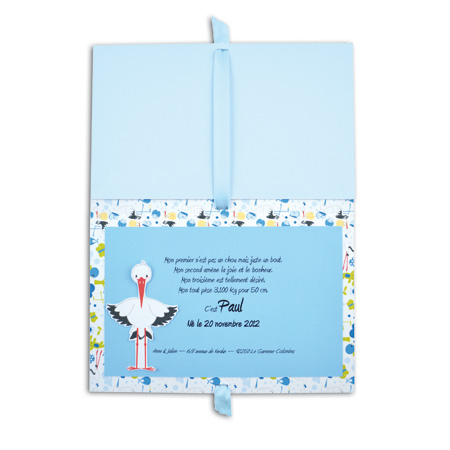 Mon premier n'est pas un chou mais juste un bout.
Mon second amène la joie et le bonheur.
Mon troisième est tellement désiré.
Mon tout pèse 3,100 kg pour 50 cm.
C'est Paul
Né le 20 novembre 2012
Anne & Julien --- 169 avenue de Verdun --- 92250 La Garenne-Colombes